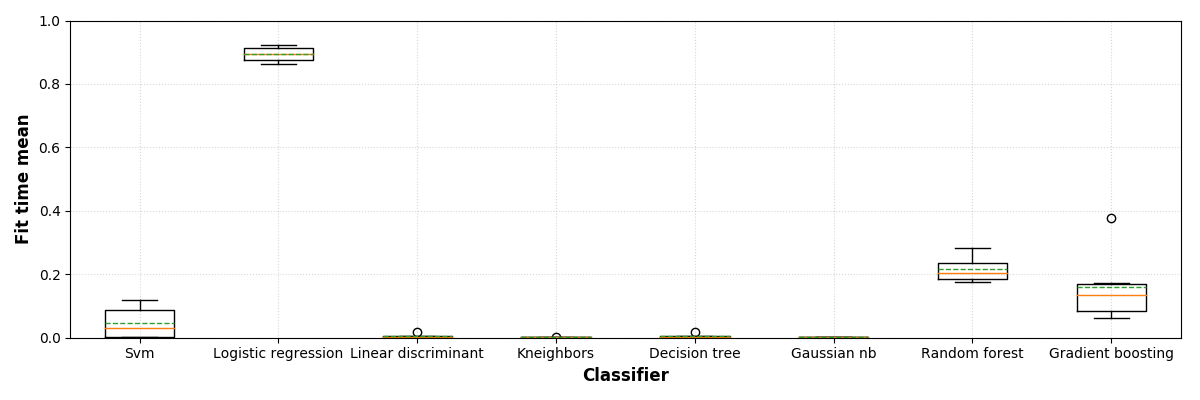 1.0
0.8
0.6
0.4
0.2
0.0
Fit time mean
Svm
Logistic regression
Linear discriminant
Kneighbors
Decision tree
Gaussian nb
Random forest
Gradient boosting
Classifier